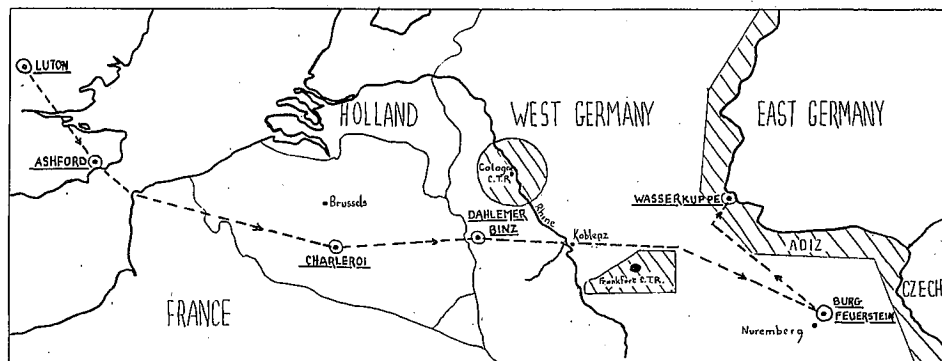 LUTON
ASHFORD
HOLLAND
WEST GERMANY
EAST GERMANY
Cologne
C.T.R.
Rhine
Brussels
DAHLEMER
BINZ
Koblenz
WASSERKUPPE
ADIZ
CHARLEROI
Frankfort C.T.R.
CZECH
FRANCE
BURG
FEUERSTEIN
Nuremberg